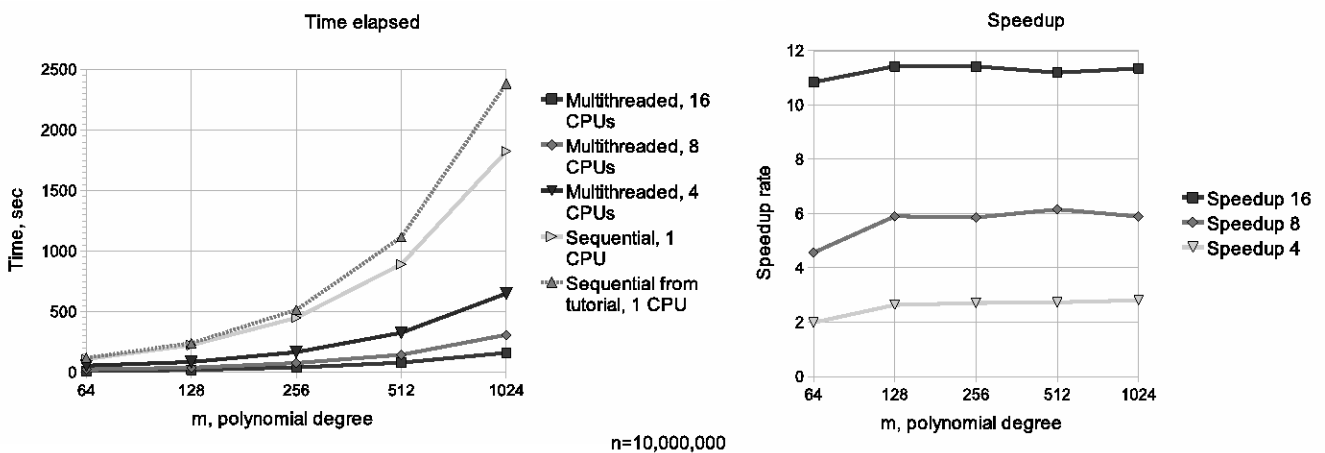 Time elapsed
2500
2000
1500
1000
500
0
Time, sec
64 128 256 512 1024
m, polynomial degree
Multithreaded, 16
CPUs
Multithreaded, 8
CPUs
Multithreaded, 4
CPUs
Sequential, 1
CPU
Sequential from
tutorial, 1 CPU
Speedup
12
10
8
6
4
2
0
Speedup rate
64 128 256 512 1024
m, polynomial degree
Speedup 16
Speedup 8
Speedup 4
n=10,000,000